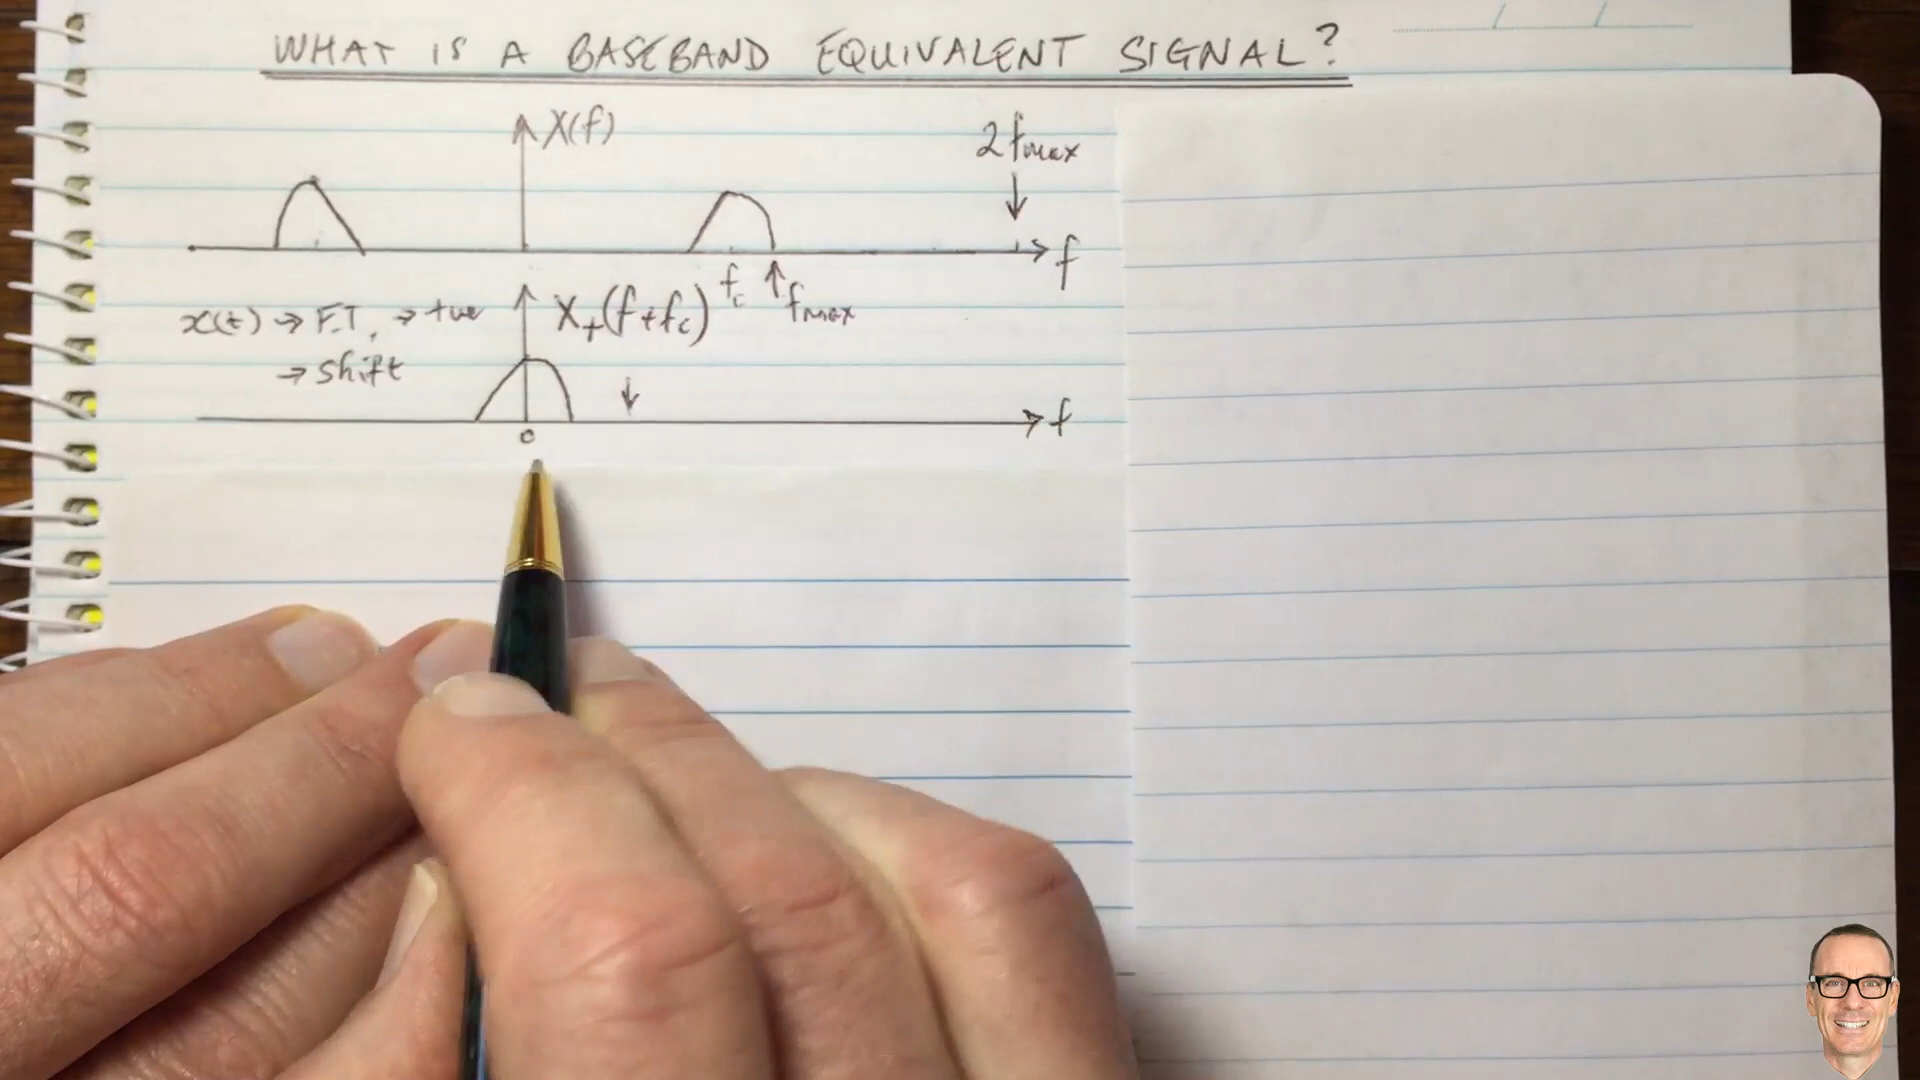 WHAT IS A BASEBAND EQUIVALENT SIGNAL?
X(f)
2fmax
f
fc
fmax
x(t) → F.T. → +ve
→ shift
X+(f+fc)
f
0